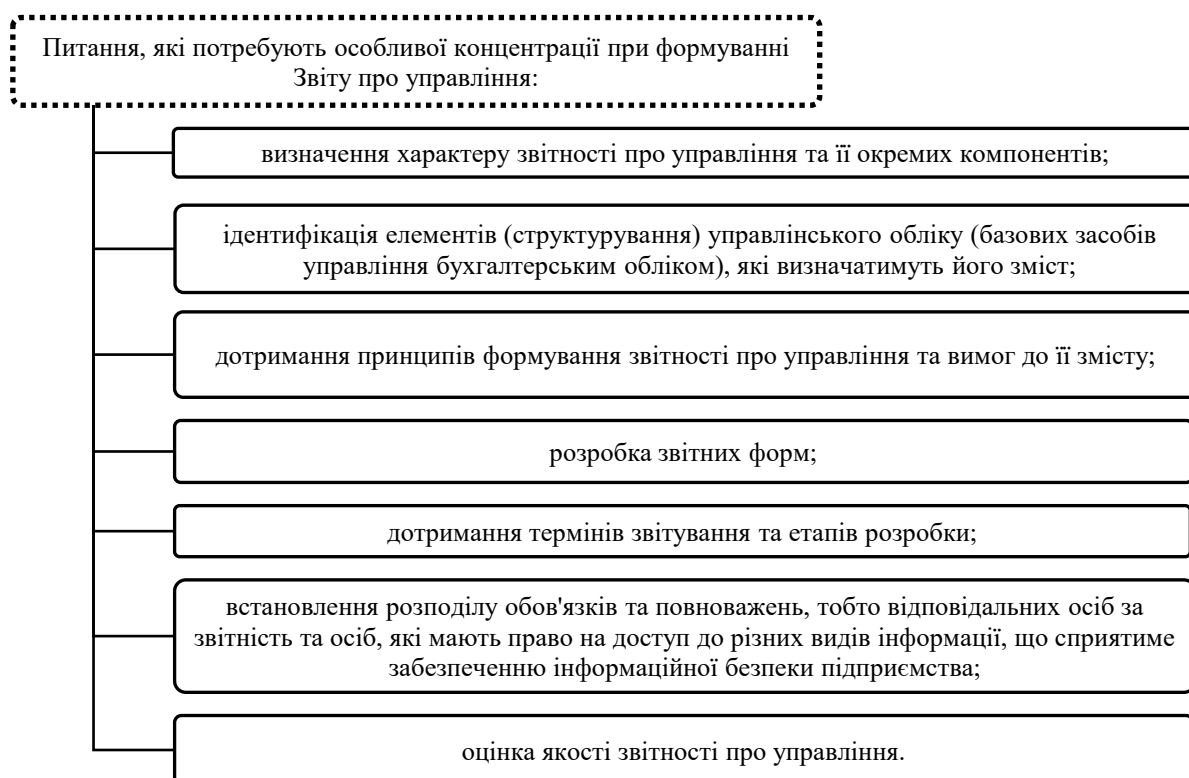 Питання, які потребують особливої концентрації при формуванні
Звіту про управління:
визначення характеру звітності про управління та її окремих компонентів;
ідентифікація елементів (структурування) управлінського обліку (базових засобів
управління бухгалтерським обліком), які визначатимуть його зміст;
дотримання принципів формування звітності про управління та вимог до її змісту;
розробка звітних форм;
дотримання термінів звітування та етапів розробки;
встановлення розподілу обов'язків та повноважень, тобто відповідальних осіб за
звітність та осіб, які мають право на доступ до різних видів інформації, що сприятиме
забезпеченню інформаційної безпеки підприємства;
оцінка якості звітності про управління.